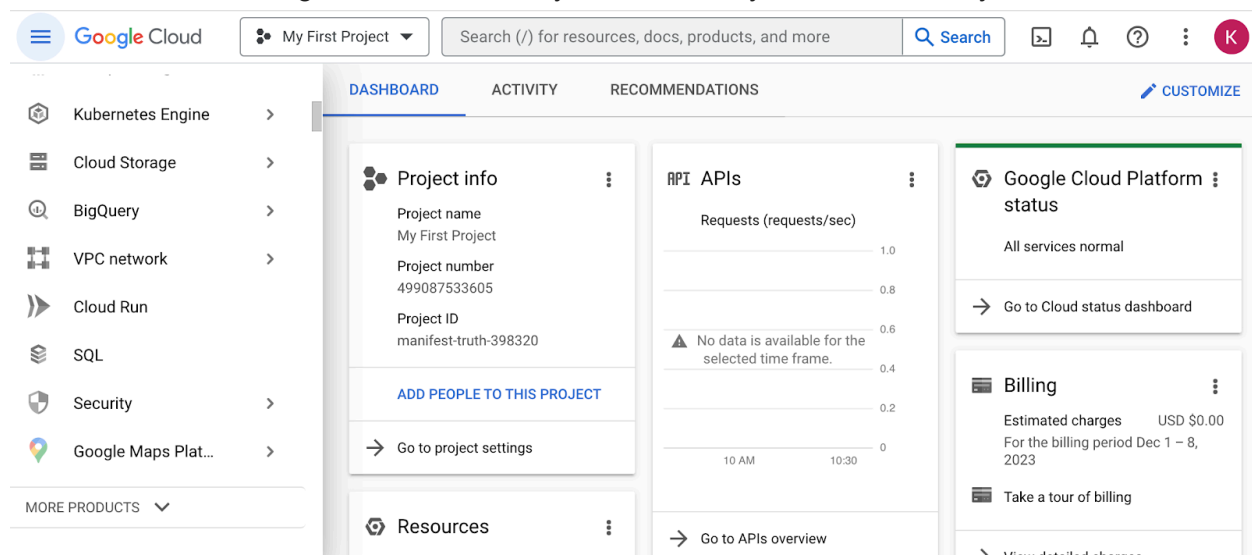 Google Cloud
My First Project
Search (/) for resources, docs, products, and more
Search
K
Kubernetes Engine
Cloud Storage
BigQuery
VPC network
Cloud Run
SQL
Security
Google Maps Plat...
MORE PRODUCTS
DASHBOARD
ACTIVITY
RECOMMENDATIONS
CUSTOMIZE
Project info
Project name
My First Project
Project number
499087533605
Project ID
manifest-truth-398320
ADD PEOPLE TO THIS PROJECT
Go to project settings
Resources
API APIs
Requests (requests/sec)
1.0
0.8
0.6
No data is available for the
selected time frame.
0.4
0.2
0
10 AM
10:30
Go to APIs overview
Google Cloud Platform
status
All services normal
Go to Cloud status dashboard
Billing
Estimated charges USD $0.00
For the billing period Dec 1 – 8,
2023
Take a tour of billing
View detailed charges